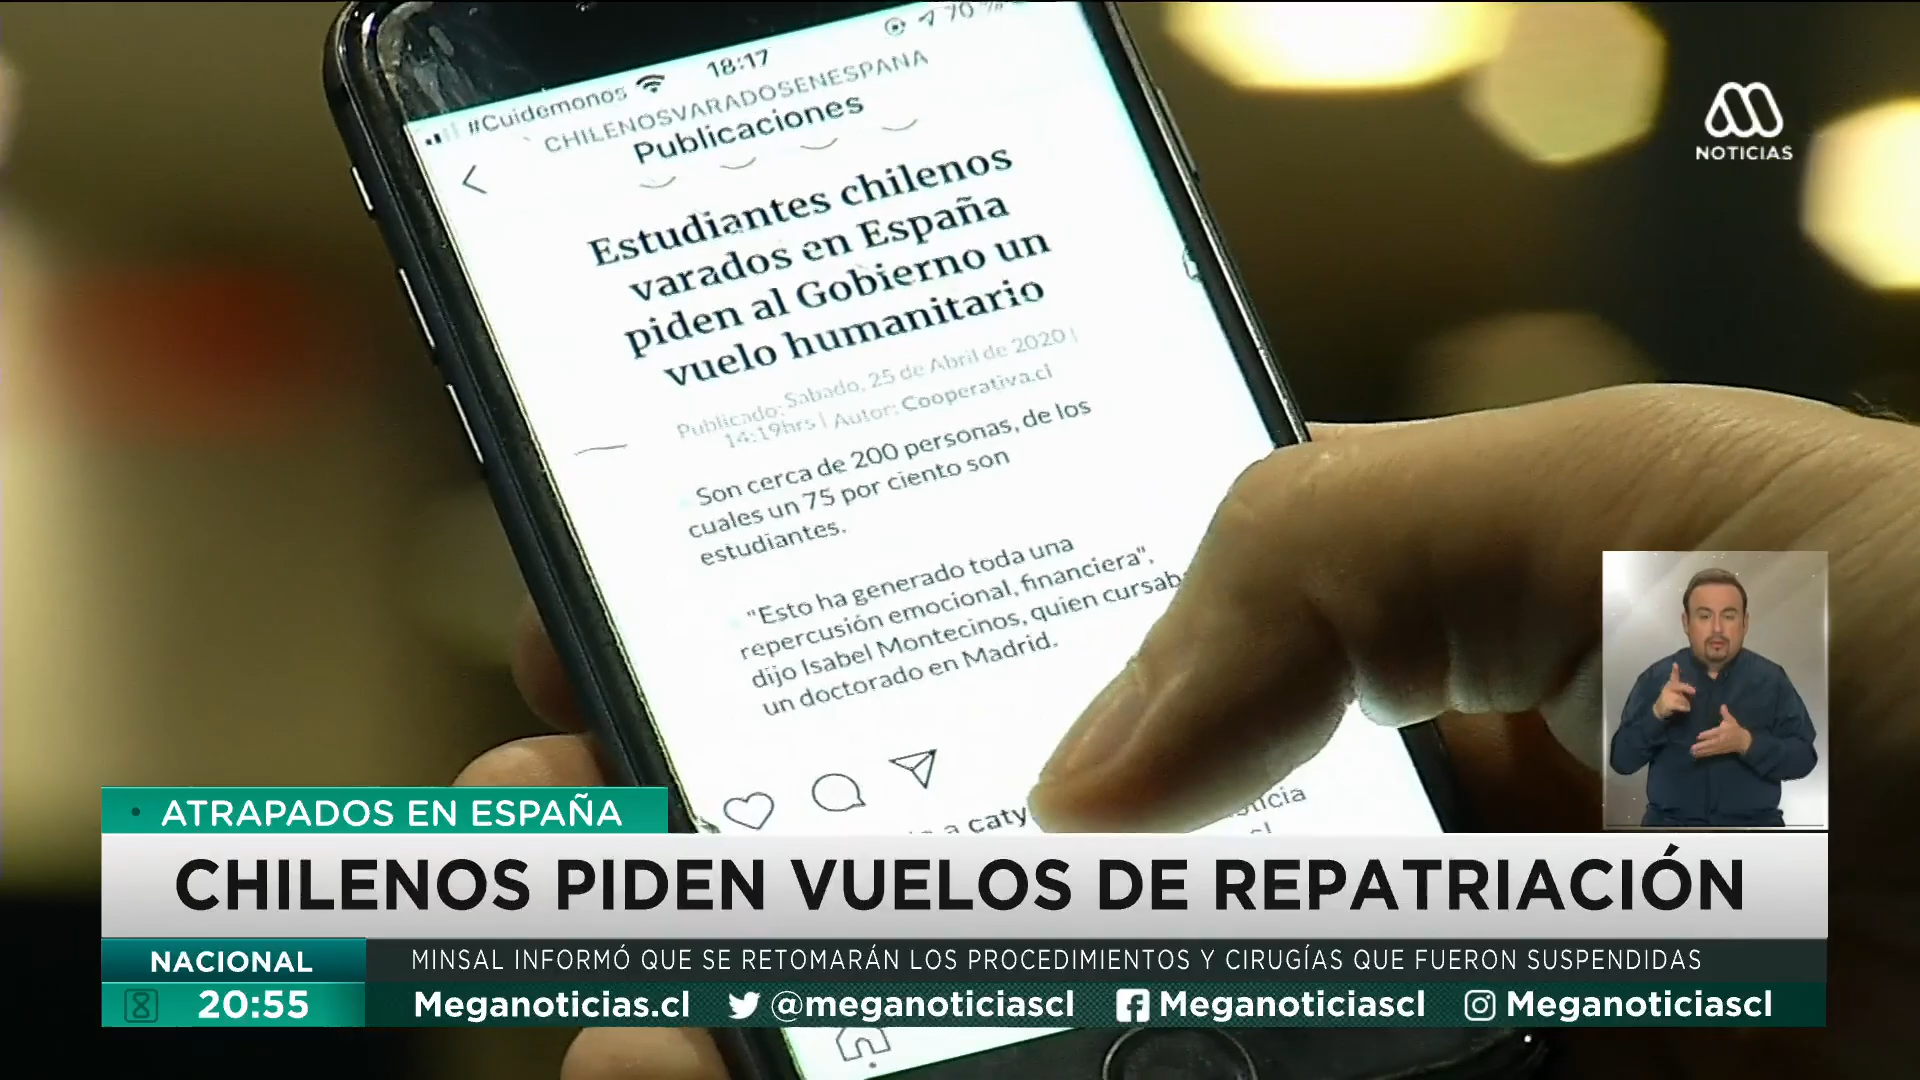 #Cuidemonos
18:17
70 %
CHILENOSVARADOSENESPANA
Publicaciones
NOTICIAS
Estudiantes chilenos
varados en España
piden al Gobierno un
vuelo humanitario
Publicado: Sabado, 25 de Abril de 2020 |
14:19hrs | Autor: Cooperativa.cl
Son cerca de 200 personas, de los
cuales un 75 por ciento son
estudiantes.
"Esto ha generado toda una
repercusión emocional, financiera",
dijo Isabel Montecinos, quien cursaba
un doctorado en Madrid.
a caty
ATRAPADOS EN ESPAÑA
CHILENOS PIDEN VUELOS DE REPATRIACIÓN
NACIONAL
MINSAL INFORMÓ QUE SE RETOMARÁN LOS PROCEDIMIENTOS Y CIRUGÍAS QUE FUERON SUSPENDIDAS
20:55
Meganoticias.cl
@meganoticiascl
Meganoticiascl
Meganoticiascl